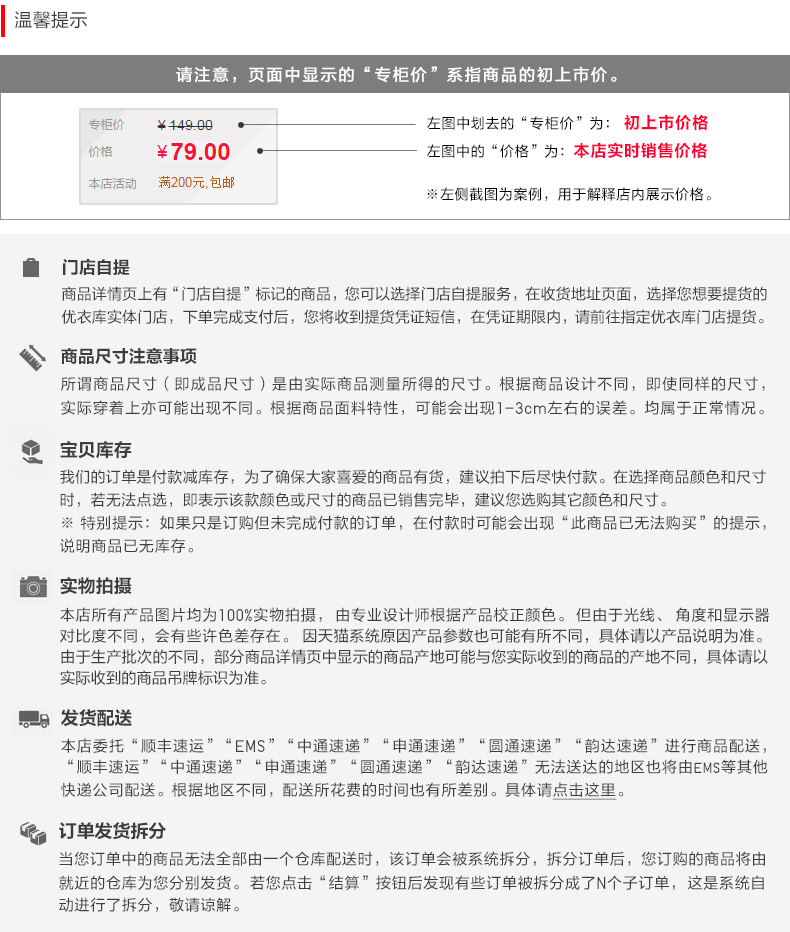 温馨提示
请注意，页面中显示的“专柜价”系指商品的初上市价。
专柜价 ¥149.00 左图中划去的“专柜价”为：初上市价格
价格 ¥79.00 左图中的“价格”为：本店实时销售价格
本店活动 满200元,包邮
※左侧截图为案例，用于解释店内展示价格。
门店自提
商品详情页上有“门店自提”标记的商品，您可以选择门店自提服务，在收货地址页面，选择您想要提货的
优衣库实体门店，下单完成支付后，您将收到提货凭证短信，在凭证期限内，请前往指定优衣库门店提货。
商品尺寸注意事项
所谓商品尺寸（即成品尺寸）是由实际商品测量所得的尺寸。根据商品设计不同，即使同样的尺寸，
实际穿着上亦可能出现不同。根据商品面料特性，可能会出现1-3cm左右的误差。均属于正常情况。
宝贝库存
我们的订单是付款减库存，为了确保大家喜爱的商品有货，建议拍下后尽快付款。在选择商品颜色和尺寸
时，若无法点选，即表示该款颜色或尺寸的商品已销售完毕，建议您选购其它颜色和尺寸。
※ 特别提示：如果只是订购但未完成付款的订单，在付款时可能会出现“此商品已无法购买”的提示，
说明商品已无库存。
实物拍摄
本店所有产品图片均为100%实物拍摄，由专业设计师根据产品校正颜色。但由于光线、角度和显示器
对比度不同，会有些许色差存在。因天猫系统原因产品参数也可能有所不同，具体请以产品说明为准。
由于生产批次的不同，部分商品详情页中显示的商品产地可能与您实际收到的商品的产地不同，具体请以
实际收到的商品吊牌标识为准。
发货配送
本店委托“顺丰速运”“EMS”“中通速递”“申通速递”“圆通速递”“韵达速递”进行商品配送，
“顺丰速运”“中通速递”“申通速递”“圆通速递”“韵达速递”无法送达的地区也将由EMS等其他
快递公司配送。根据地区不同，配送所花费的时间也有所差别。具体请点击这里。
订单发货拆分
当您订单中的商品无法全部由一个仓库配送时，该订单会被系统拆分，拆分订单后，您订购的商品将由
就近的仓库为您分别发货。若您点击“结算”按钮后发现有些订单被拆分成了N个子订单，这是系统自
动进行了拆分，敬请谅解。